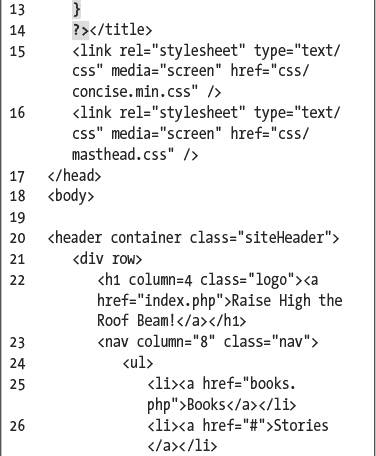 13 }
14 ?></title>
15 <link rel="stylesheet" type="text/
css" media="screen" href="css/
concise.min.css" />
16 <link rel="stylesheet" type="text/
css" media="screen" href="css/
masthead.css" />
17 </head>
18 <body>
19
20 <header container class="siteHeader">
21 <div row>
22 <h1 column=4 class="logo"><a
href="index.php">Raise High the
Roof Beam!</a></h1>
23 <nav column="8" class="nav">
24 <ul>
25 <li><a href="books.
php">Books</a></li>
26 <li><a href="#">Stories
</a></li>